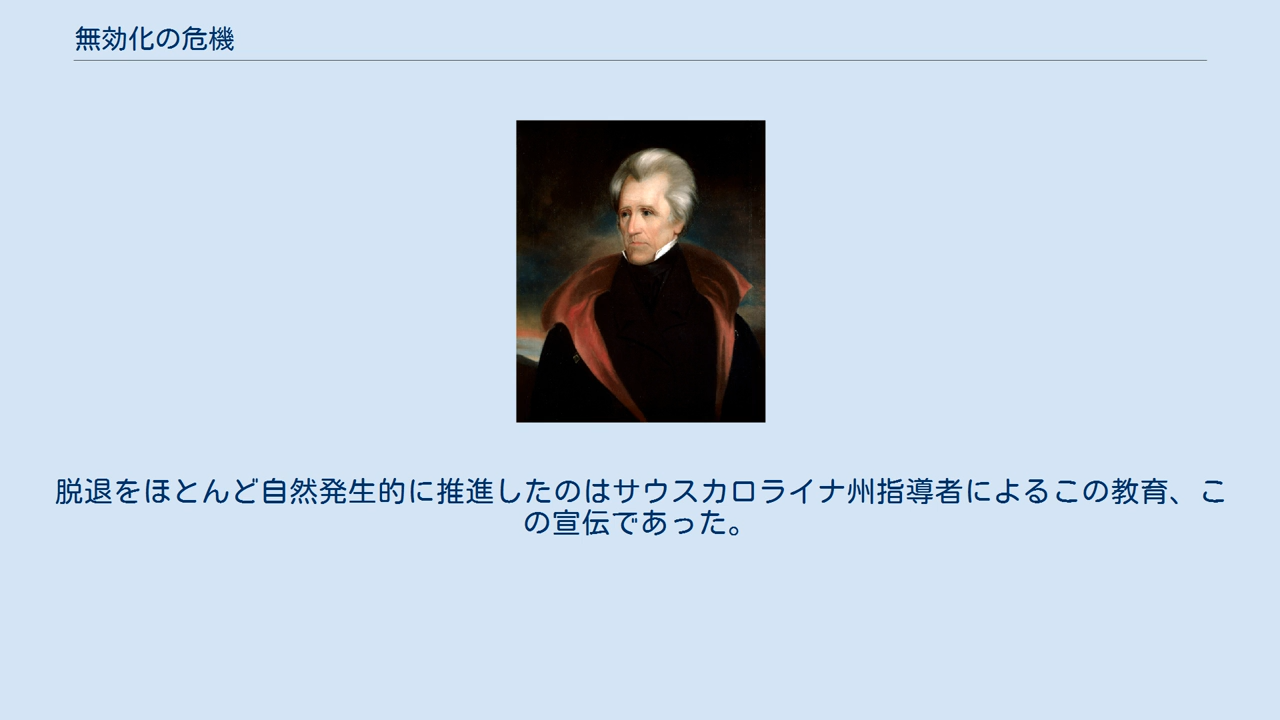 無効化の危機
脱退をほとんど自然発生的に推進したのはサウスカロライナ州指導者によるこの教育、こ
の宣伝であった。